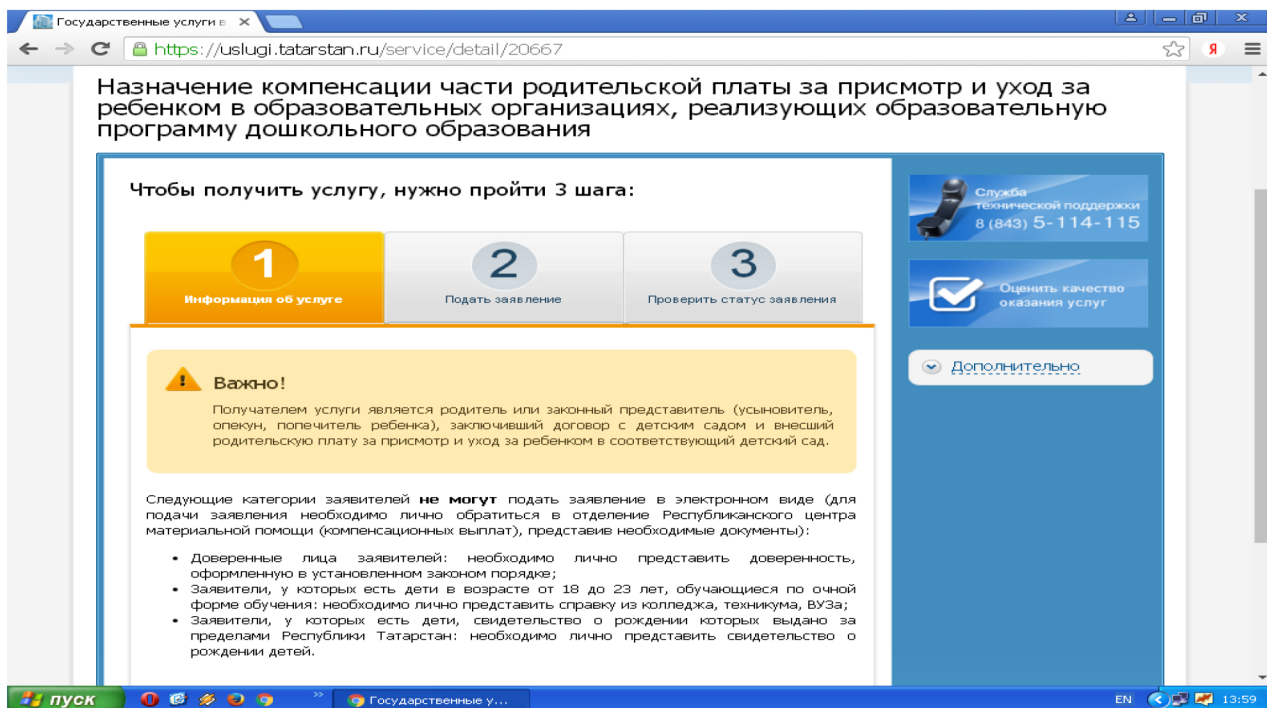 Государственные услуги в
https://uslugi.tatarstan.ru/service/detail/20667
Я
Назначение компенсации части родительской платы за присмотр и уход за
ребенком в образовательных организациях, реализующих образовательную
программу дошкольного образования
Чтобы получить услугу, нужно пройти 3 шага:
1
Информация об услуге
2
Подать заявление
3
Проверить статус заявления
Важно!
Получателем услуги является родитель или законный представитель (усыновитель,
опекун, попечитель ребенка), заключивший договор с детским садом и внесший
родительскую плату за присмотр и уход за ребенком в соответствующий детский сад.
Следующие категории заявителей не могут подать заявление в электронном виде (для
подачи заявления необходимо лично обратиться в отделение Республиканского центра
материальной помощи (компенсационных выплат), представив необходимые документы):
• Доверенные лица заявителей: необходимо лично представить доверенность,
оформленную в установленном законом порядке;
• Заявители, у которых есть дети в возрасте от 18 до 23 лет, обучающиеся по очной
форме обучения: необходимо лично представить справку из колледжа, техникума, ВУЗа;
• Заявители, у которых есть дети, свидетельство о рождении которых выдано за
пределами Республики Татарстан: необходимо лично представить свидетельство о
рождении детей.
Служба
технической поддержки
8 (843) 5-114-115
Оценить качество
оказания услуг
Дополнительно
пуск
Государственные у...
EN
13:59